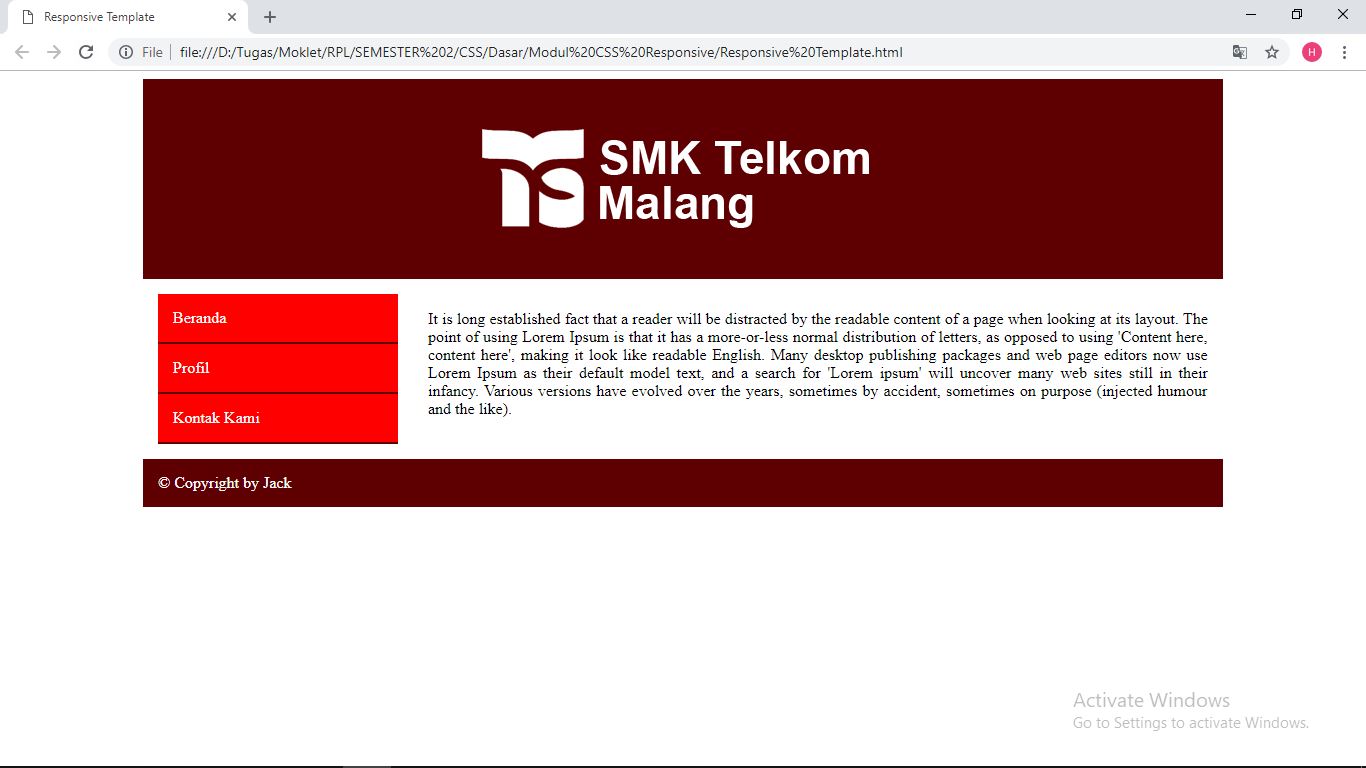 Responsive Template
File
file:///D:/Tugas/Moklet/RPL/SEMESTER%202/CSS/Dasar/Modul%20CSS%20Responsive/Responsive%20Template.html
H
SMK Telkom
Malang
Beranda
Profil
Kontak Kami
It is long established fact that a reader will be distracted by the readable content of a page when looking at its layout. The
point of using Lorem Ipsum is that it has a more-or-less normal distribution of letters, as opposed to using 'Content here,
content here', making it look like readable English. Many desktop publishing packages and web page editors now use
Lorem Ipsum as their default model text, and a search for 'Lorem ipsum' will uncover many web sites still in their
infancy. Various versions have evolved over the years, sometimes by accident, sometimes on purpose (injected humour
and the like).
© Copyright by Jack
Activate Windows
Go to Settings to activate Windows.